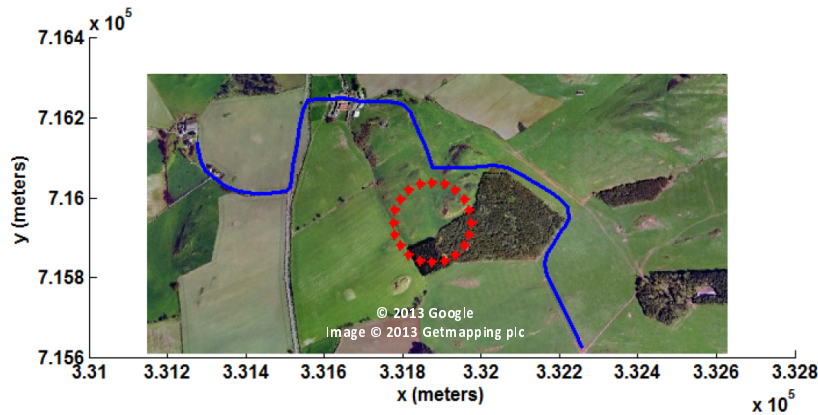 x 10^5
7.164
7.162
7.16
7.158
7.156
y (meters)
© 2013 Google
Image © 2013 Getmapping plc
3.31 3.312 3.314 3.316 3.318 3.32 3.322 3.324 3.326 3.328
x (meters)
x 10^5